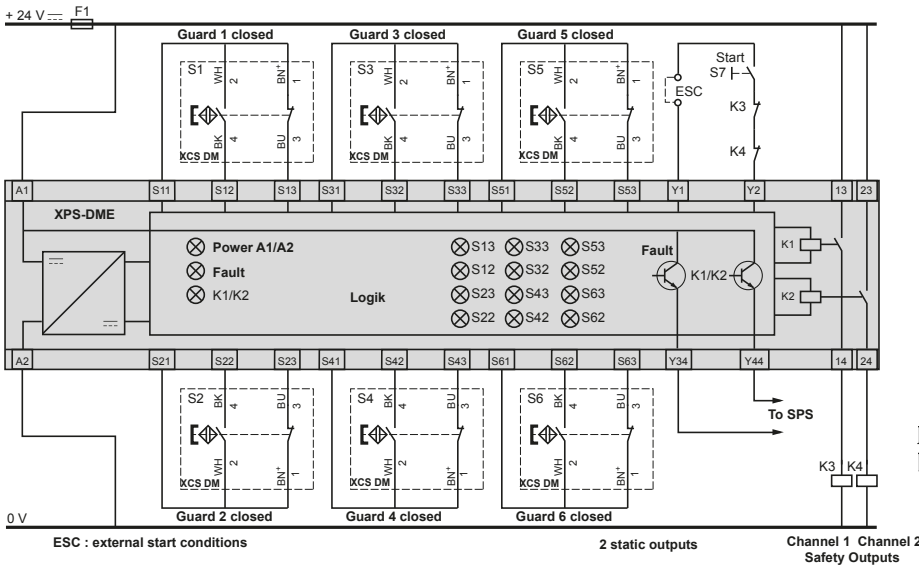 + 24 V F1
Guard 1 closed Guard 3 closed Guard 5 closed
S1 WH 2 BN+ 1 S3 WH 2 BN+ 1 S5 WH 2 BN+ 1 ESC Start S7
BK 4 BU 3 BK 4 BU 3 BK 4 BU 3 K3
XCS DM XCS DM XCS DM K4
A1 S11 S12 S13 S31 S32 S33 S51 S52 S53 Y1 Y2 13 23
XPS-DME
Power A1/A2 S13 S33 S53 Fault K1
Fault S12 S32 S52 K1/K2
K1/K2 Logik S23 S43 S63 K2
S22 S42 S62
A2 S21 S22 S23 S41 S42 S43 S61 S62 S63 Y34 Y44 14 24
S2 BK 4 BU 3 S4 BK 4 BU 3 S6 BK 4 BU 3
To SPS
WH 2 BN+ 1 WH 2 BN+ 1 WH 2 BN+ 1 K3 K4
XCS DM XCS DM XCS DM
0 V Guard 2 closed Guard 4 closed Guard 6 closed
ESC : external start conditions 2 static outputs Channel 1 Channel 2
Safety Outputs